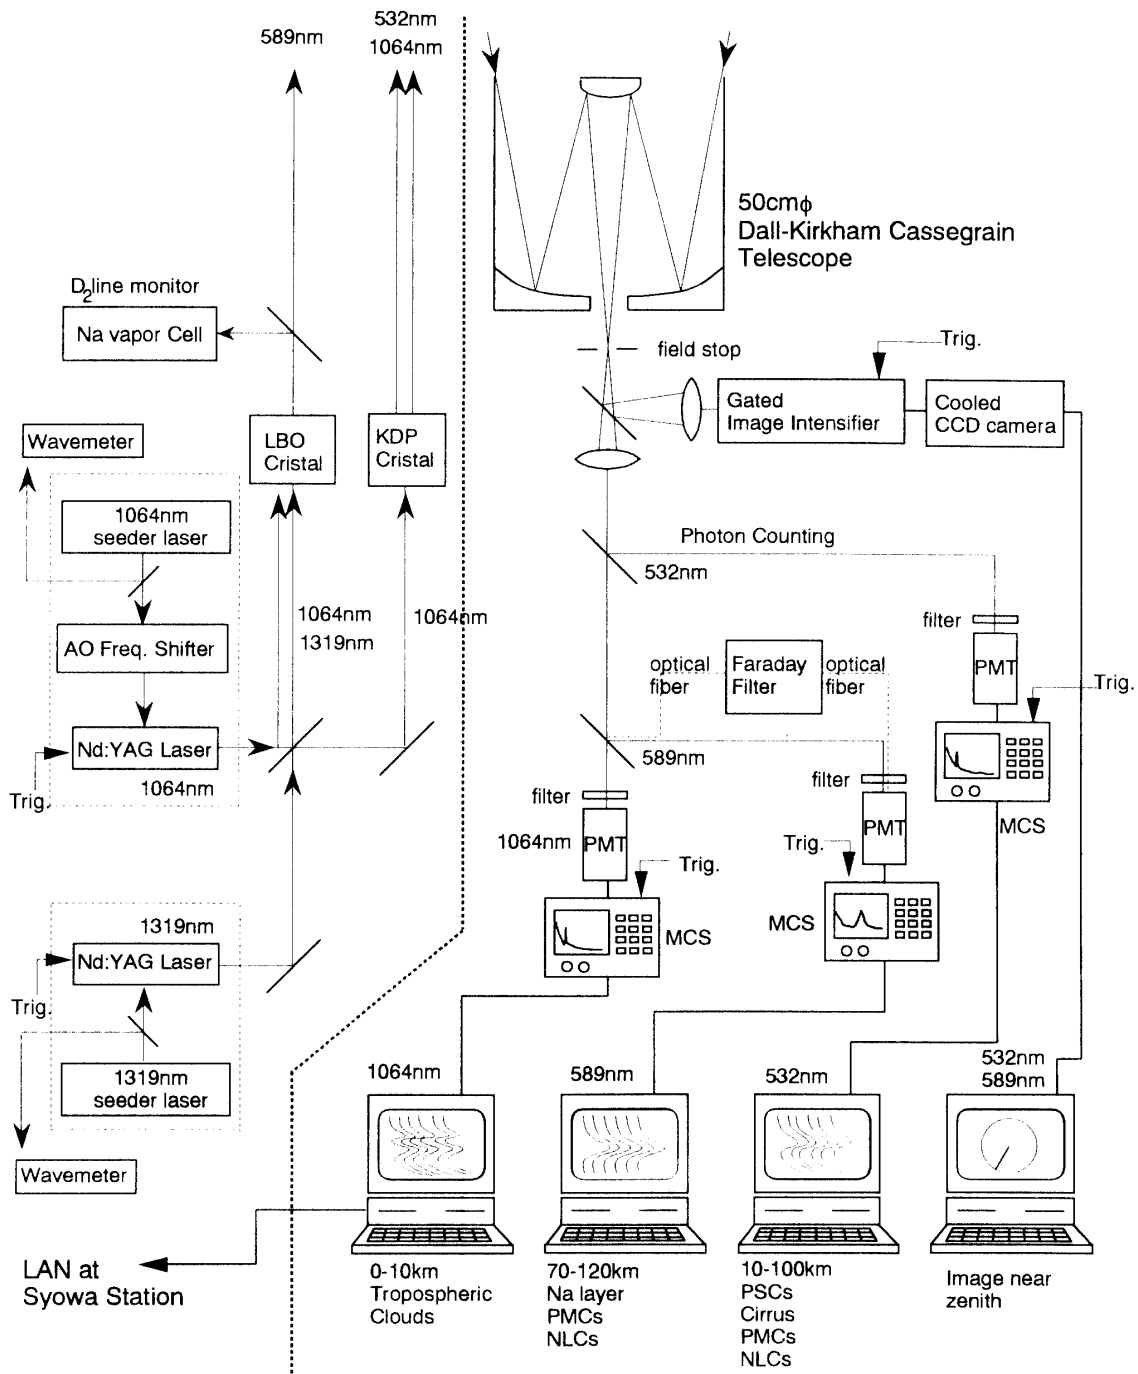 589nm
532nm
1064nm
50cmϕ
Dall-Kirkham Cassegrain
Telescope
D2line monitor
Na vapor Cell
field stop
Trig.
Gated
Image Intensifier
Cooled
CCD camera
Wavemeter
LBO
Cristal
KDP
Cristal
1064nm
seeder laser
Photon Counting
532nm
1064nm
1319nm
1064nm
filter
AO Freq. Shifter
optical
fiber
Faraday
Filter
optical
fiber
PMT
Trig.
Nd:YAG Laser
1064nm
Trig.
589nm
filter
filter
1064nm
PMT
PMT
MCS
Trig.
Trig.
1319nm
Nd:YAG Laser
MCS
MCS
Trig.
1319nm
seeder laser
1064nm
589nm
532nm
532nm
589nm
Wavemeter
LAN at
Syowa Station
0-10km
Tropospheric
Clouds
70-120km
Na layer
PMCs
NLCs
10-100km
PSCs
Cirrus
PMCs
NLCs
Image near
zenith